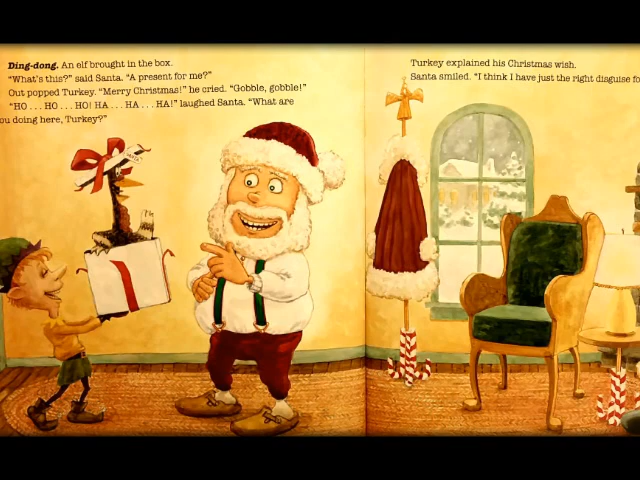 Ding-dong. An elf brought in the box.
"What's this?" said Santa. "A present for me?"
Out popped Turkey. "Merry Christmas!" he cried. "Gobble, gobble!"
"HO . . . HO . . . HO! HA . . . HA . . . HA!" laughed Santa. "What are
ou doing here, Turkey?"
Turkey explained his Christmas wish.
Santa smiled. "I think I have just the right disguise fo